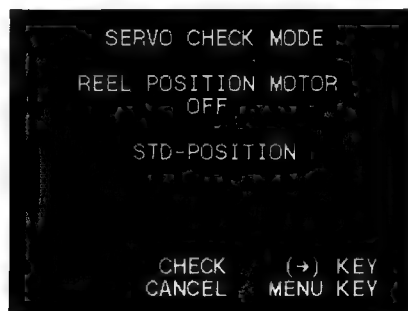 SERVO CHECK MODE
REEL POSITION MOTOR
OFF
STD-POSITION
CHECK (→) KEY
CANCEL MENU KEY